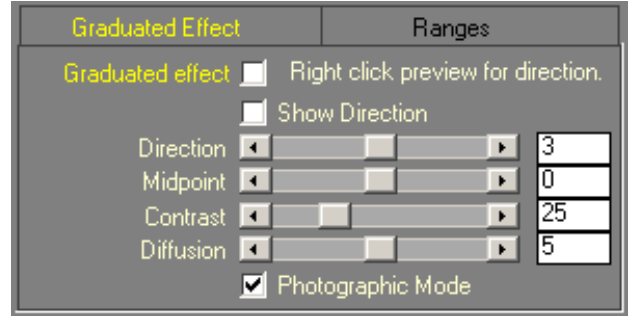 Graduated Effect Ranges
Graduated effect Right click preview for direction.
Show Direction
Direction 3
Midpoint 0
Contrast 25
Diffusion 5
Photographic Mode